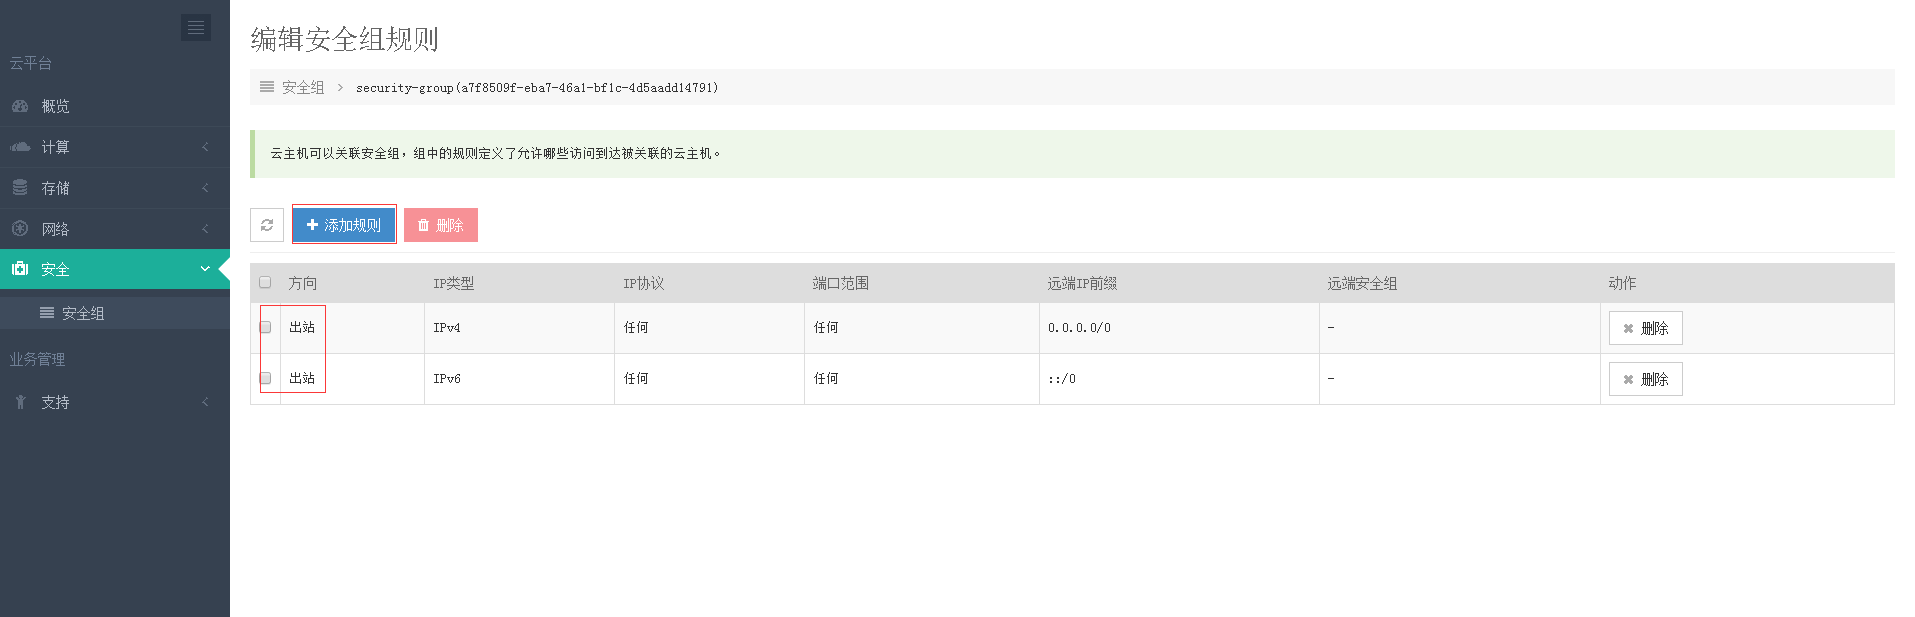 云平台
概览
计算
存储
网络
安全
安全组
业务管理
支持
编辑安全组规则
安全组 > security-group(a7f8509f-eba7-46a1-bf1c-4d5aadd14791)
云主机可以关联安全组，组中的规则定义了允许哪些访问到达被关联的云主机。
添加规则 删除
方向 IP类型 IP协议 端口范围 远端IP前缀 远端安全组 动作
出站 IPv4 任何 任何 0.0.0.0/0 - 删除
出站 IPv6 任何 任何 ::/0 - 删除